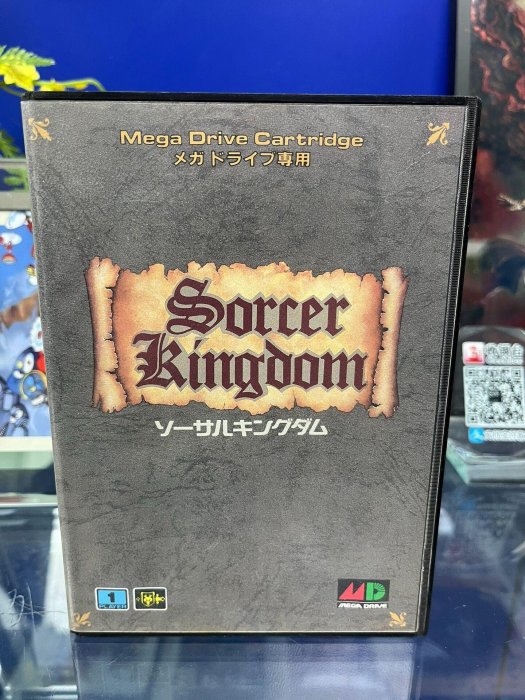 Mega Drive Cartridge
メガドライブ専用
Sorcer
Kingdom
ソーサルキングダム
1
PLAYER
MD
MEGA DRIVE